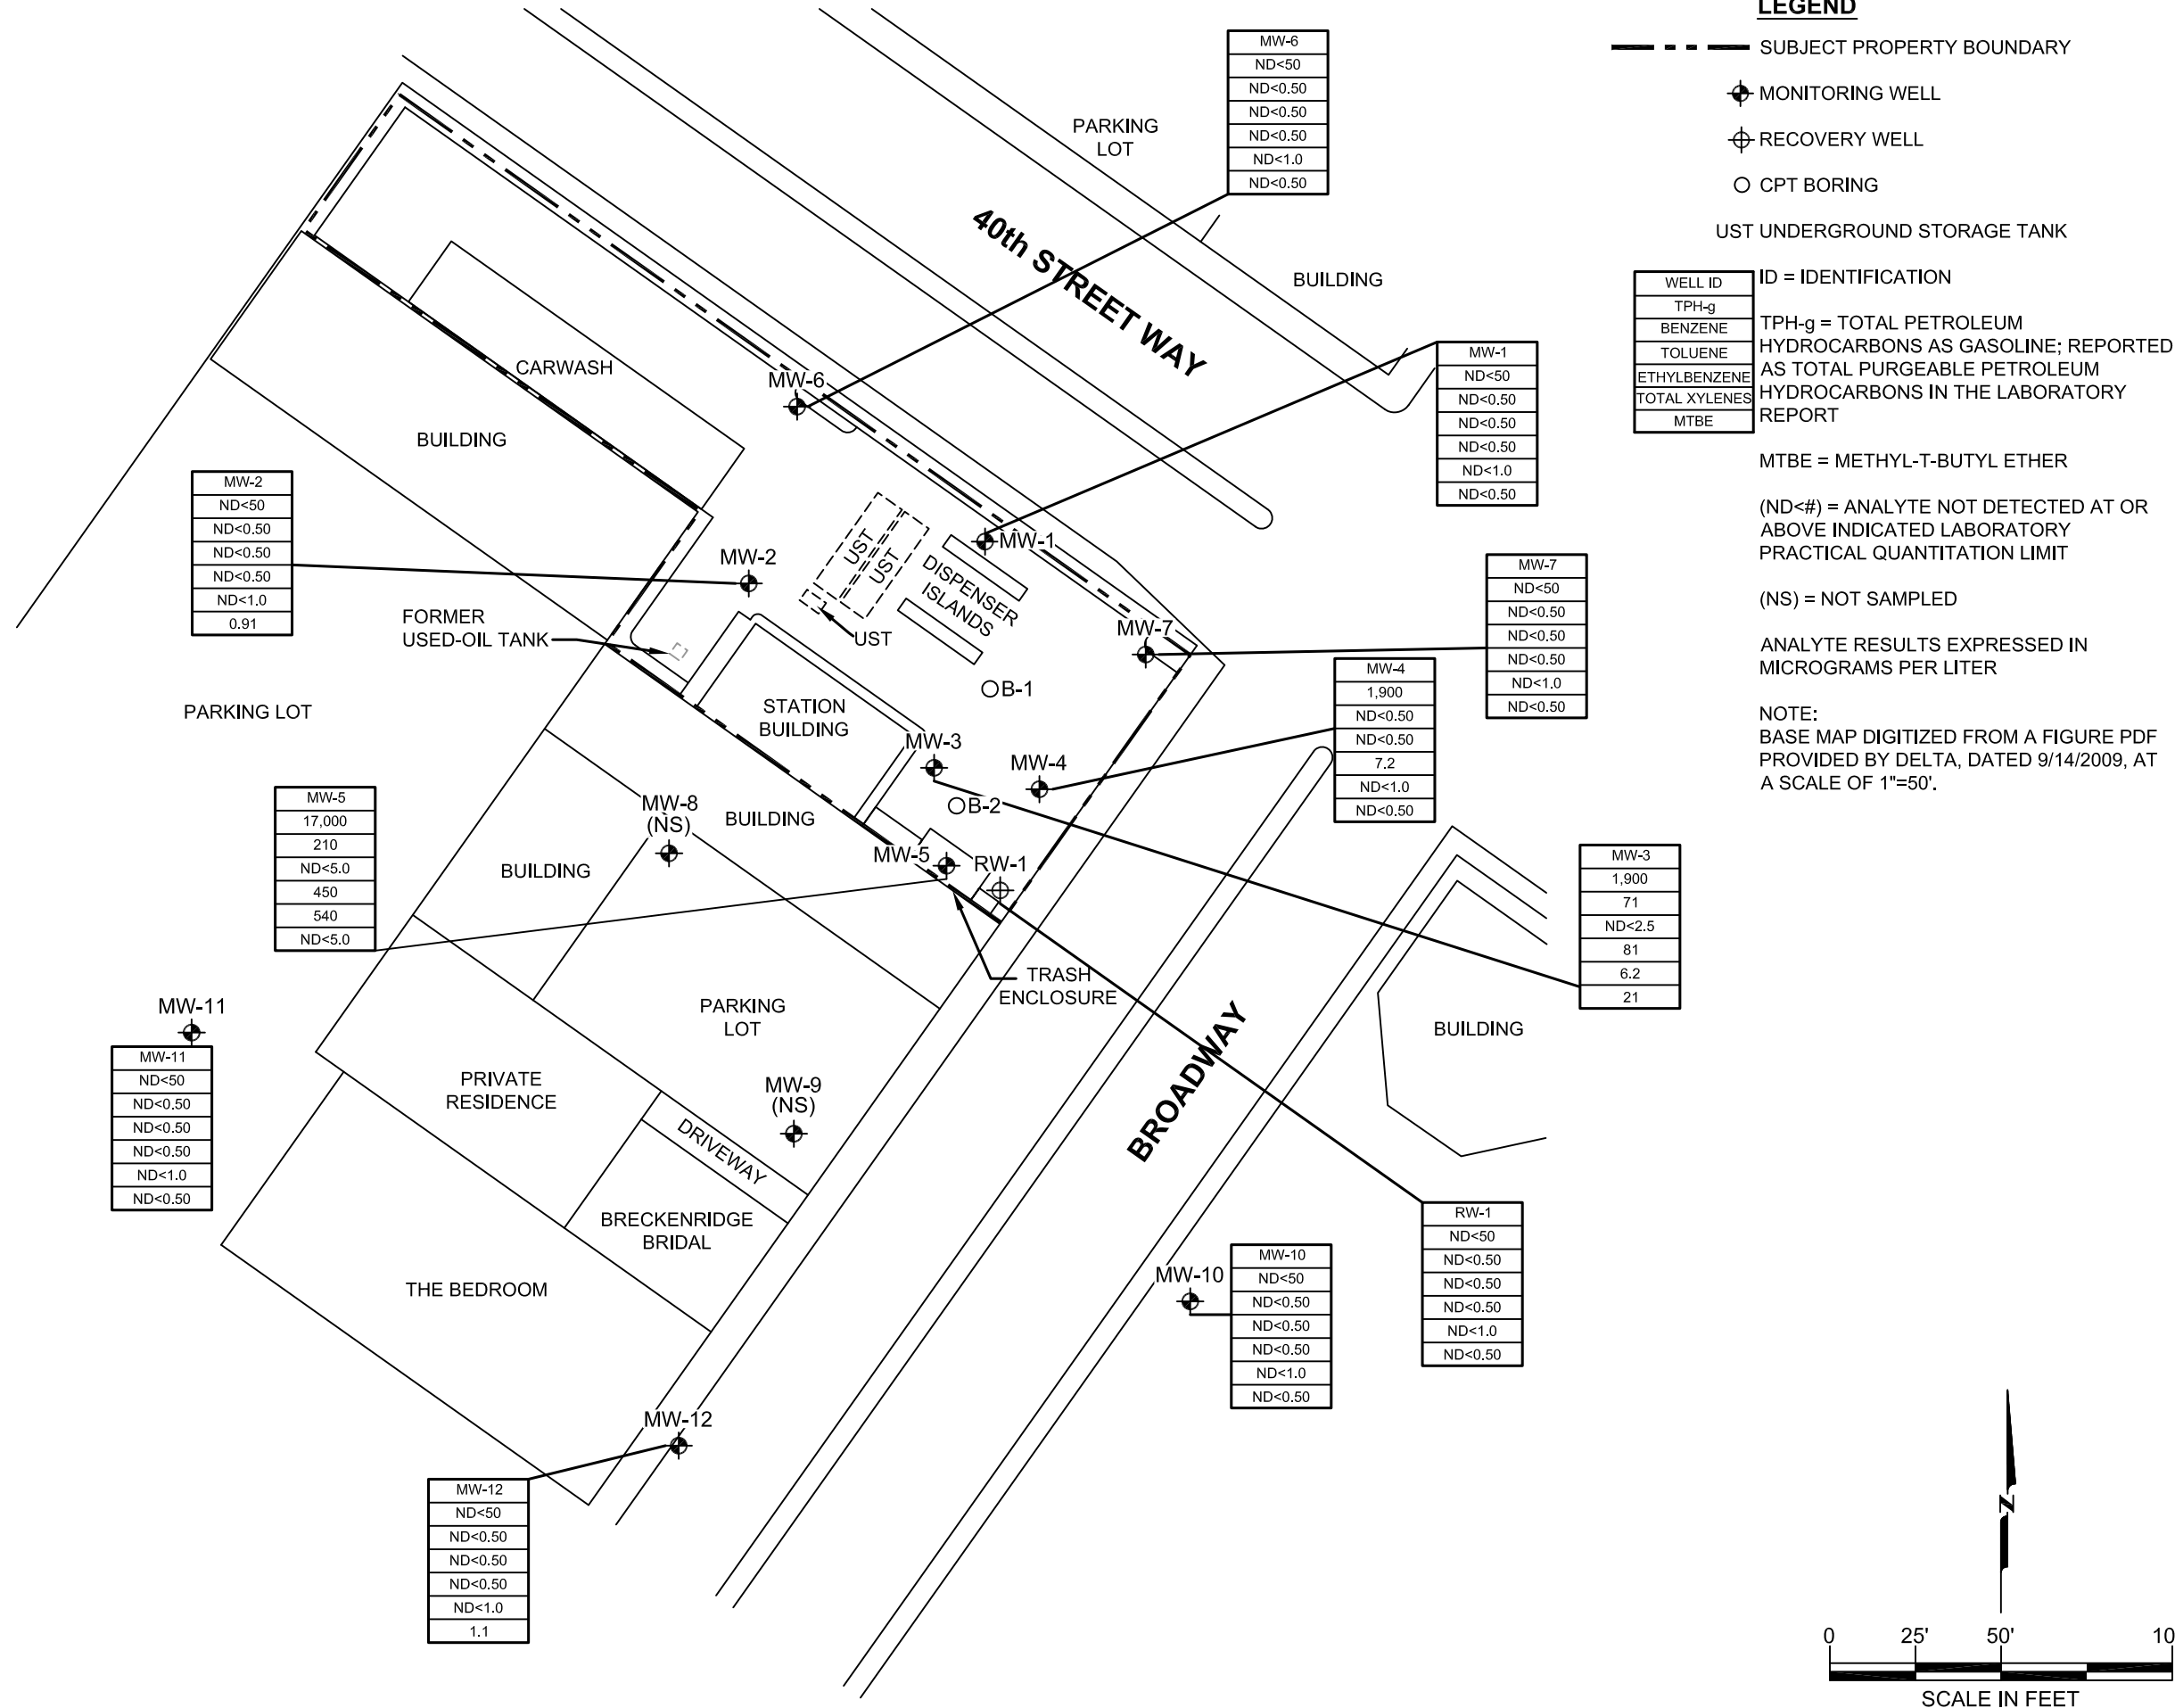 LEGEND
SUBJECT PROPERTY BOUNDARY
MONITORING WELL
RECOVERY WELL
CPT BORING
UST UNDERGROUND STORAGE TANK
WELL ID
TPH-g
BENZENE
TOLUENE
ETHYLBENZENE
TOTAL XYLENES
MTBE
ID = IDENTIFICATION
TPH-g = TOTAL PETROLEUM
HYDROCARBONS AS GASOLINE; REPORTED
AS TOTAL PURGEABLE PETROLEUM
HYDROCARBONS IN THE LABORATORY
REPORT
MTBE = METHYL-T-BUTYL ETHER
(ND<#) = ANALYTE NOT DETECTED AT OR
ABOVE INDICATED LABORATORY
PRACTICAL QUANTITATION LIMIT
(NS) = NOT SAMPLED
ANALYTE RESULTS EXPRESSED IN
MICROGRAMS PER LITER
NOTE:
BASE MAP DIGITIZED FROM A FIGURE PDF
PROVIDED BY DELTA, DATED 9/14/2009, AT
A SCALE OF 1"=50'.
MW-6
ND<50
ND<0.50
ND<0.50
ND<0.50
ND<1.0
ND<0.50
PARKING
LOT
40th STREET WAY
BUILDING
MW-1
ND<50
ND<0.50
ND<0.50
ND<0.50
ND<1.0
ND<0.50
CARWASH
MW-6
BUILDING
MW-2
ND<50
ND<0.50
ND<0.50
ND<0.50
ND<1.0
0.91
MW-2
UST
UST
MW-1
DISPENSER
ISLANDS
MW-7
ND<50
ND<0.50
ND<0.50
ND<0.50
ND<1.0
ND<0.50
FORMER
USED-OIL TANK
UST
MW-7
B-1
MW-4
1,900
ND<0.50
ND<0.50
7.2
ND<1.0
ND<0.50
PARKING LOT
STATION
BUILDING
MW-3
MW-4
B-2
MW-5
17,000
210
ND<5.0
450
540
ND<5.0
MW-8
(NS)
BUILDING
BUILDING
MW-5
RW-1
MW-3
1,900
71
ND<2.5
81
6.2
21
TRASH
ENCLOSURE
MW-11
MW-11
ND<50
ND<0.50
ND<0.50
ND<0.50
ND<1.0
ND<0.50
PARKING
LOT
BROADWAY
BUILDING
PRIVATE
RESIDENCE
MW-9
(NS)
DRIVEWAY
BRECKENRIDGE
BRIDAL
THE BEDROOM
RW-1
ND<50
ND<0.50
ND<0.50
ND<0.50
ND<1.0
ND<0.50
MW-10
MW-10
ND<50
ND<0.50
ND<0.50
ND<0.50
ND<1.0
ND<0.50
MW-12
MW-12
ND<50
ND<0.50
ND<0.50
ND<0.50
ND<1.0
1.1
N
0 25' 50' 10
SCALE IN FEET